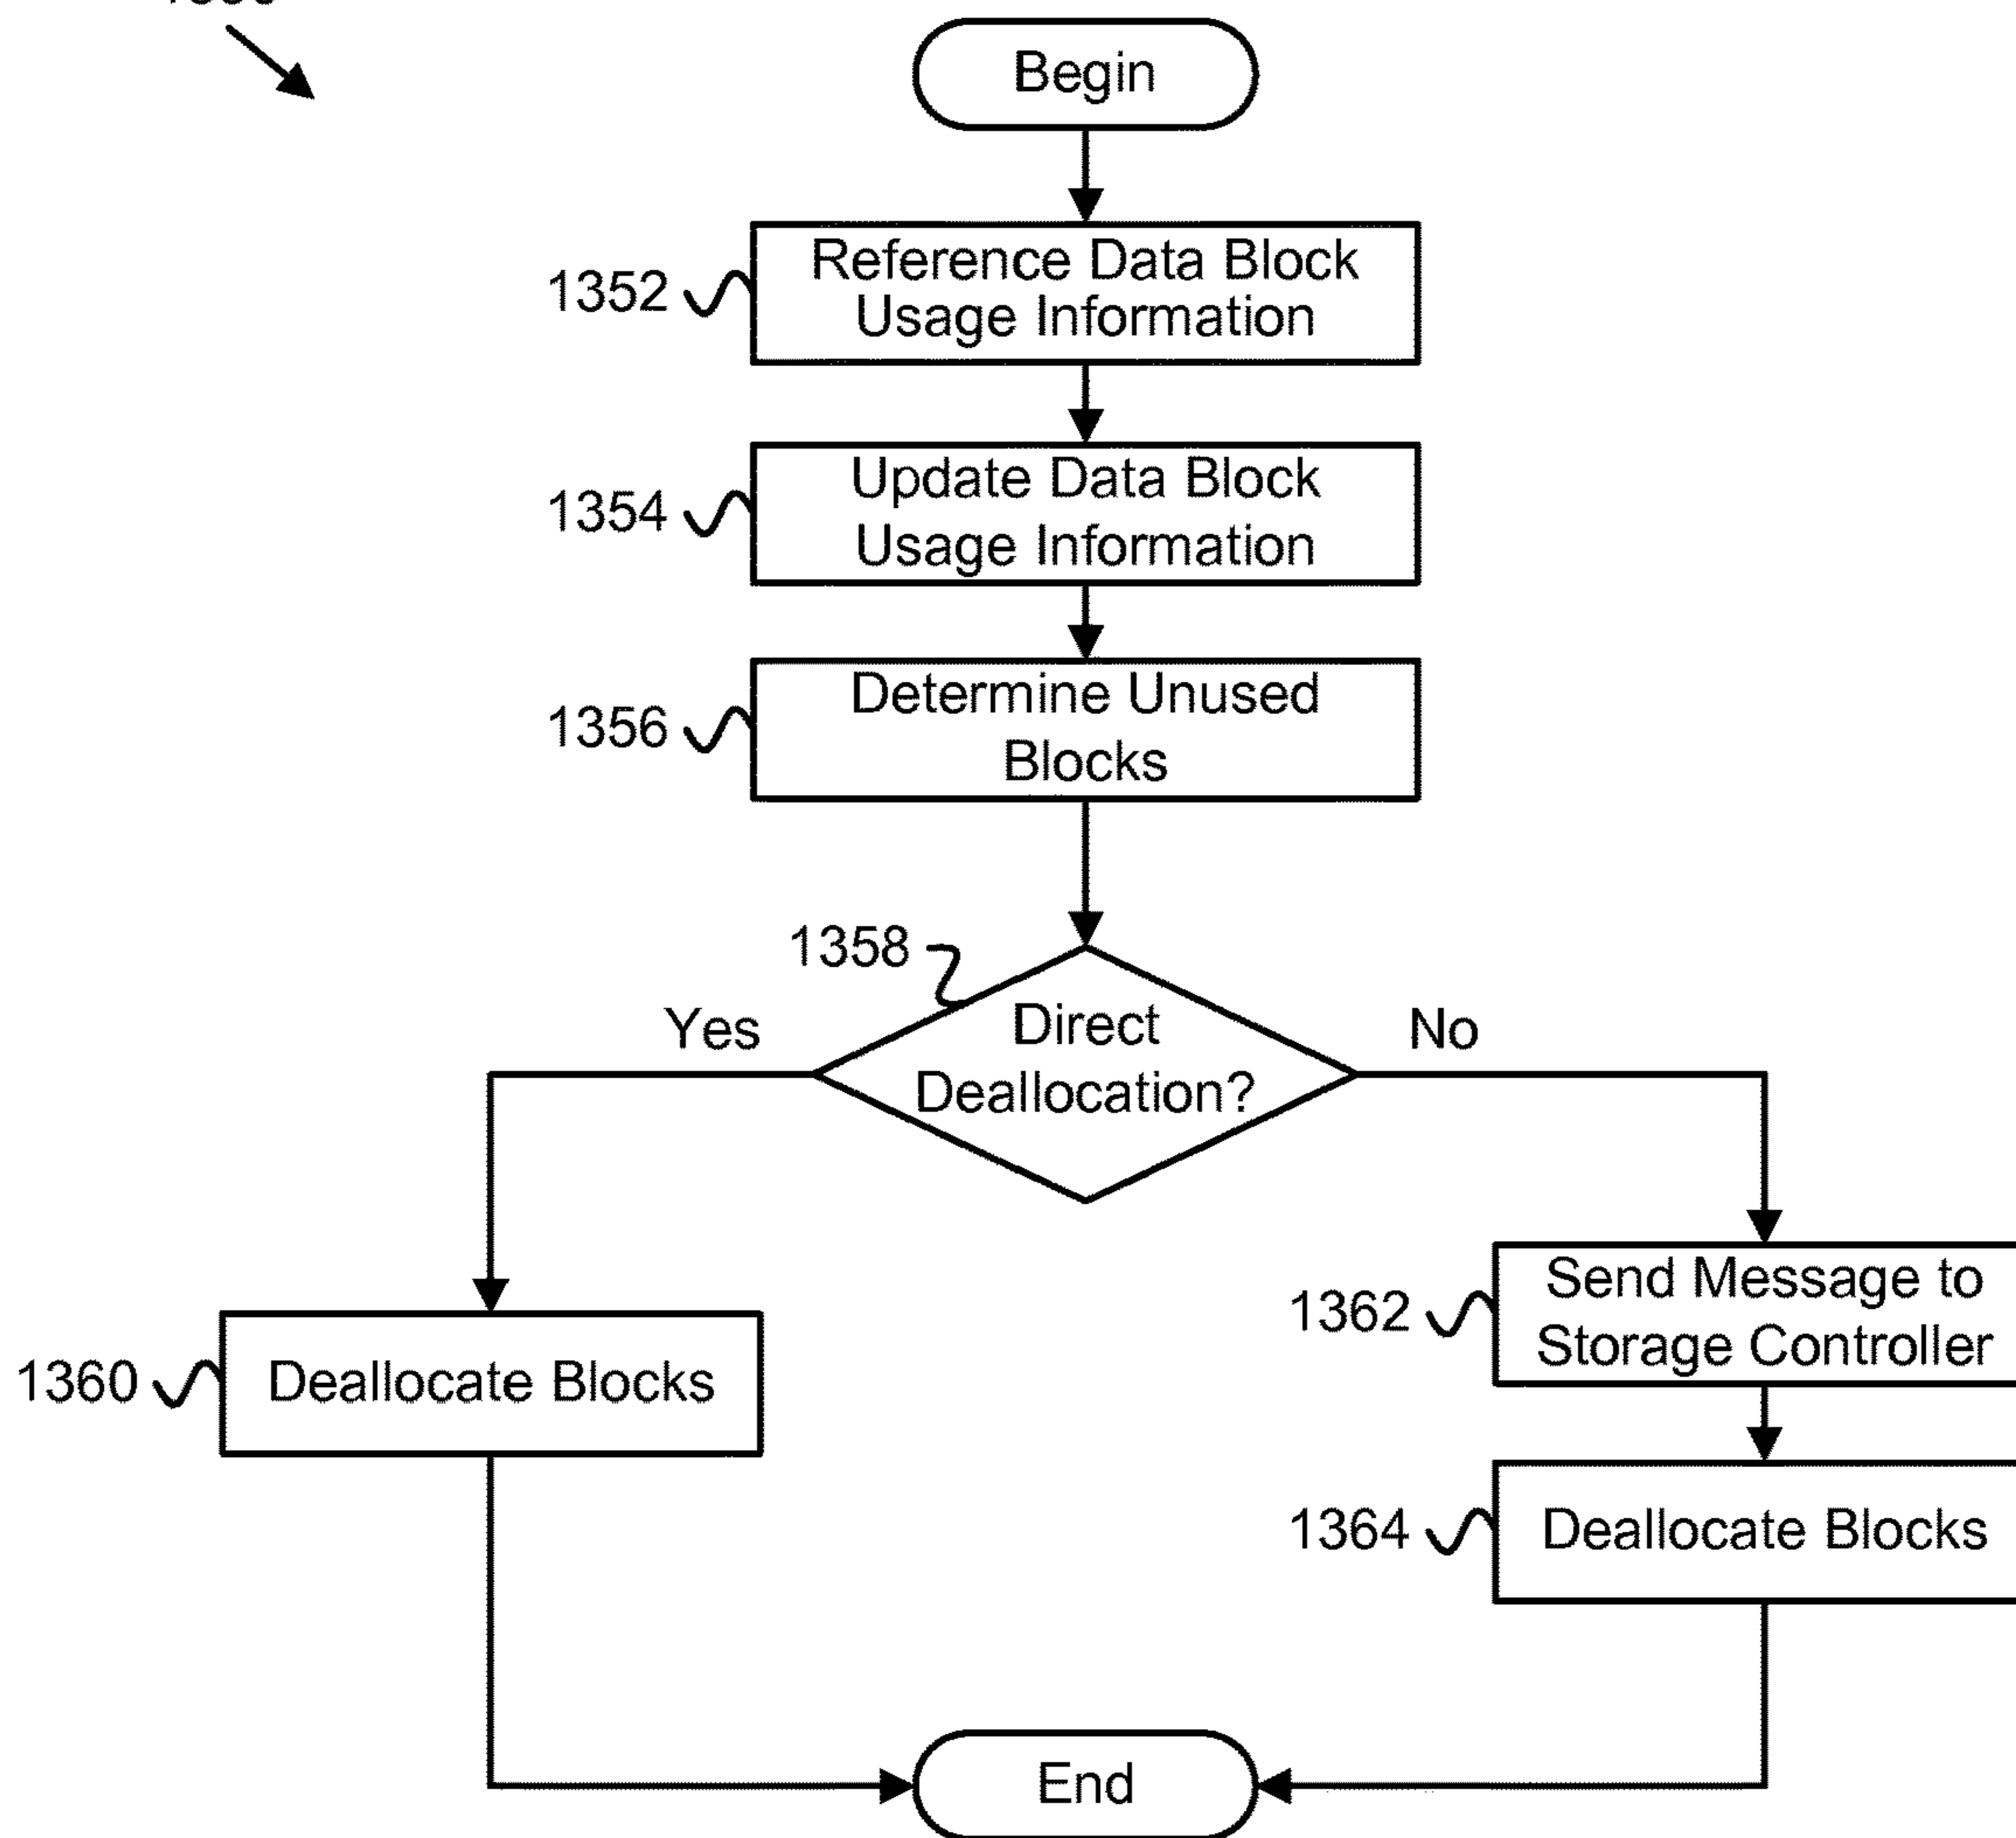 Begin
1352
Reference Data Block
Usage Information
1354
Update Data Block
Usage Information
1356
Determine Unused
Blocks
1358
Direct
Deallocation?
Yes
No
1360
Deallocate Blocks
1362
Send Message to
Storage Controller
1364
Deallocate Blocks
End